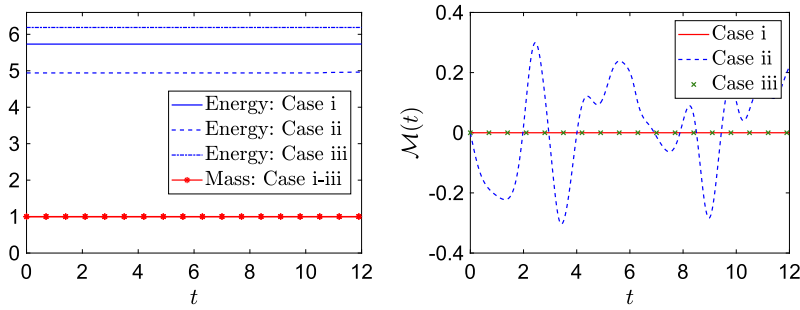 6
5
4
3
2
1
0
Energy: Case i
Energy: Case ii
Energy: Case iii
Mass: Case i-iii
0 2 4 6 8 10 12
t
0.4
0.2
0
-0.2
-0.4
M(t)
Case i
Case ii
Case iii
0 2 4 6 8 10 12
t